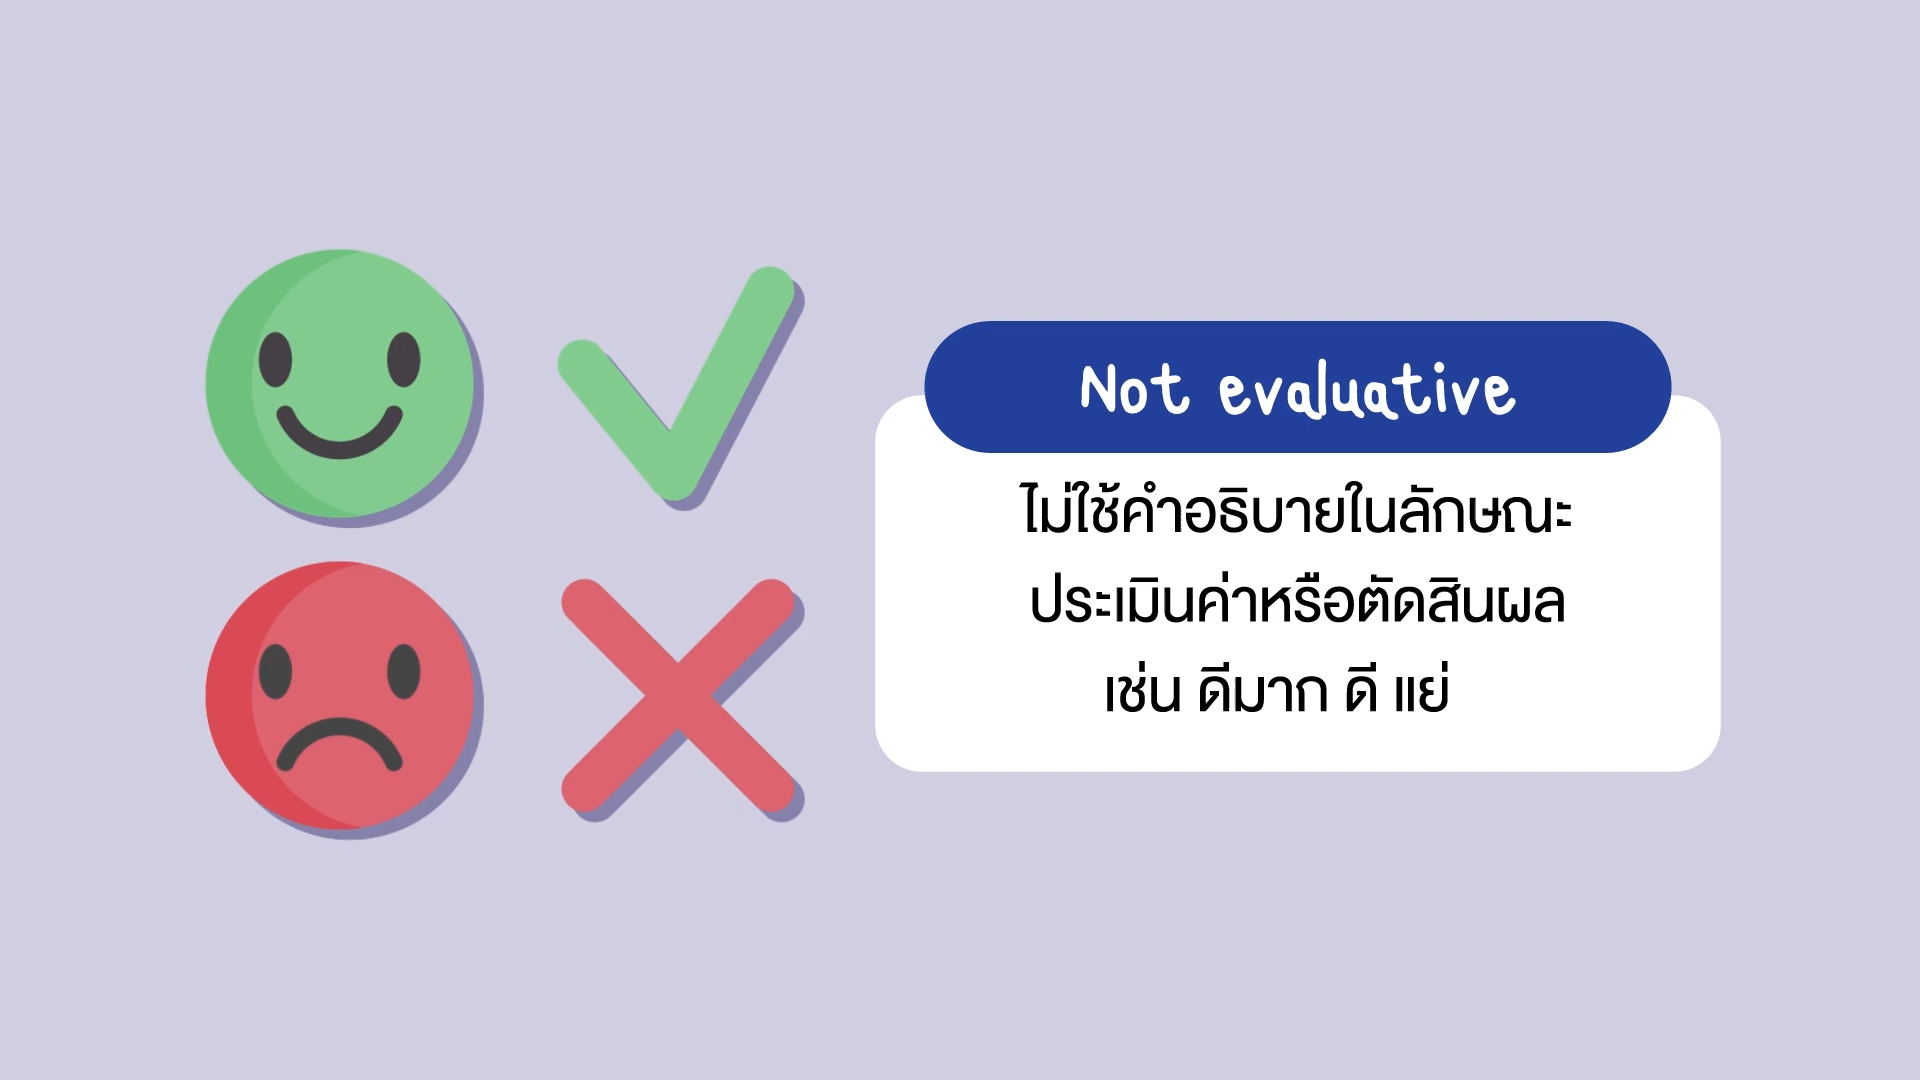 Not evaluative
ไม่ใช้คำอธิบายในลักษณะ
ประเมินค่าหรือตัดสินผล
เช่น ดีมาก ดี แย่